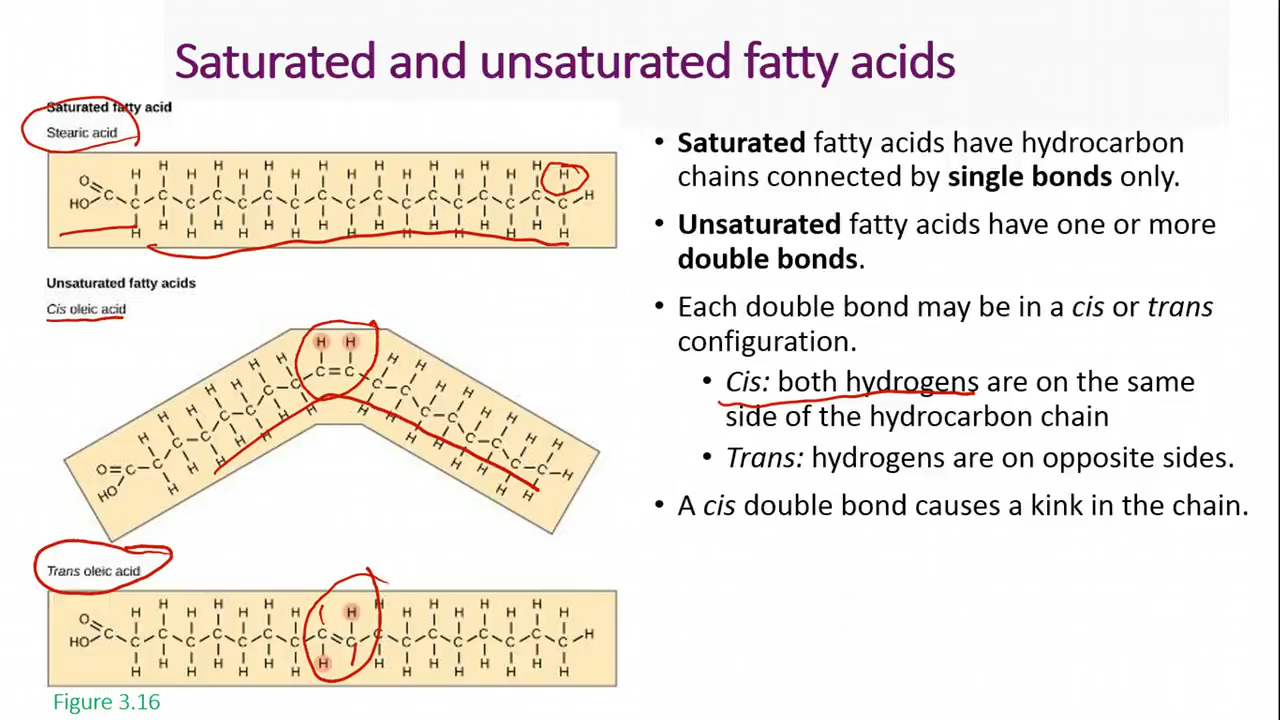 Saturated and unsaturated fatty acids
Saturated fatty acid
Stearic acid
Unsaturated fatty acids
Cis oleic acid
Trans oleic acid
Figure 3.16
• Saturated fatty acids have hydrocarbon
chains connected by single bonds only.
• Unsaturated fatty acids have one or more
double bonds.
• Each double bond may be in a cis or trans
configuration.
• Cis: both hydrogens are on the same
side of the hydrocarbon chain
• Trans: hydrogens are on opposite sides.
• A cis double bond causes a kink in the chain.